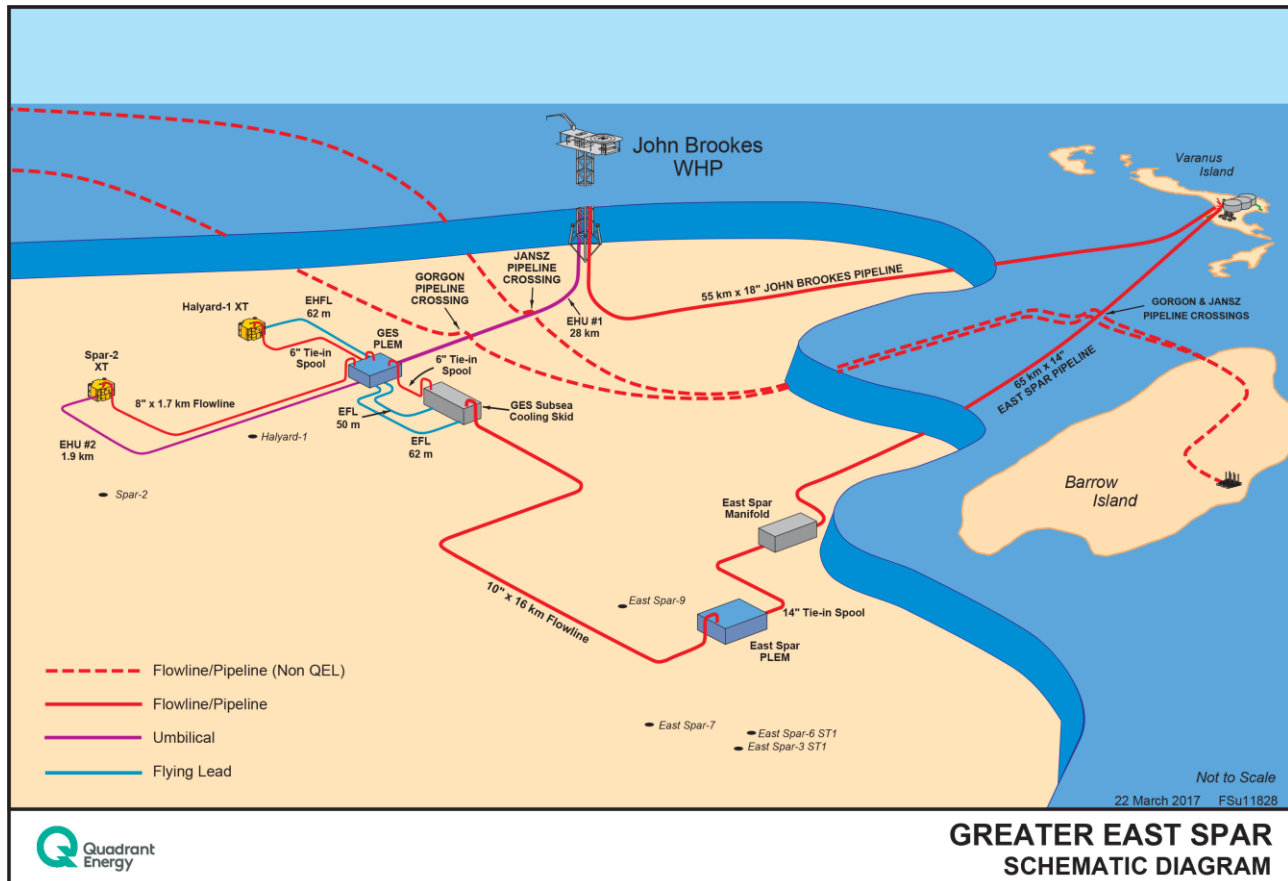 John Brookes
WHP
Varanus
Island
JANSZ
PIPELINE
CROSSING
GORGON
PIPELINE
CROSSING
55 km x 18" JOHN BROOKES PIPELINE
EHU #1
28 km
GORGON & JANSZ
PIPELINE CROSSINGS
65 km x 14"
EAST SPAR PIPELINE
Halyard-1 XT
EHFL
62 m
GES
PLEM
6" Tie-in
Spool
6" Tie-in
Spool
Spar-2
XT
8" x 1.7 km Flowline
GES Subsea
Cooling Skid
EFL
50 m
EFL
62 m
EHU #2
1.9 km
Halyard-1
Spar-2
Barrow
Island
East Spar
Manifold
10" x 16 km Flowline
East Spar-9
14" Tie-in Spool
East Spar
PLEM
East Spar-7
East Spar-6 ST1
East Spar-3 ST1
Flowline/Pipeline (Non QEL)
Flowline/Pipeline
Umbilical
Flying Lead
Not to Scale
22 March 2017 FSu11828
Quadrant
Energy
GREATER EAST SPAR
SCHEMATIC DIAGRAM